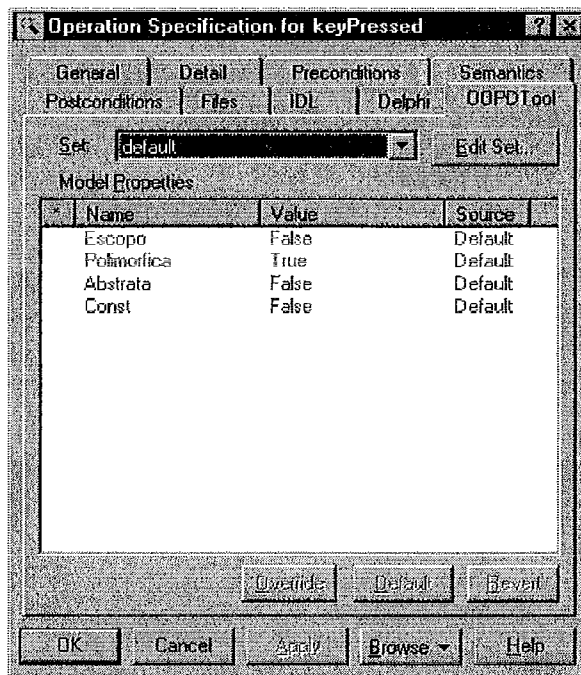 Operation Specification for keyPressed
General Detail Preconditions Semantics
Postconditions Files IDL Delphi OOPDTool
Set: default Edit Set...
Model Properties
Name Value Source
Escopo False Default
Polimorfica True Default
Abstrata False Default
Const False Default
Override Default Revert
OK Cancel Apply Browse Help